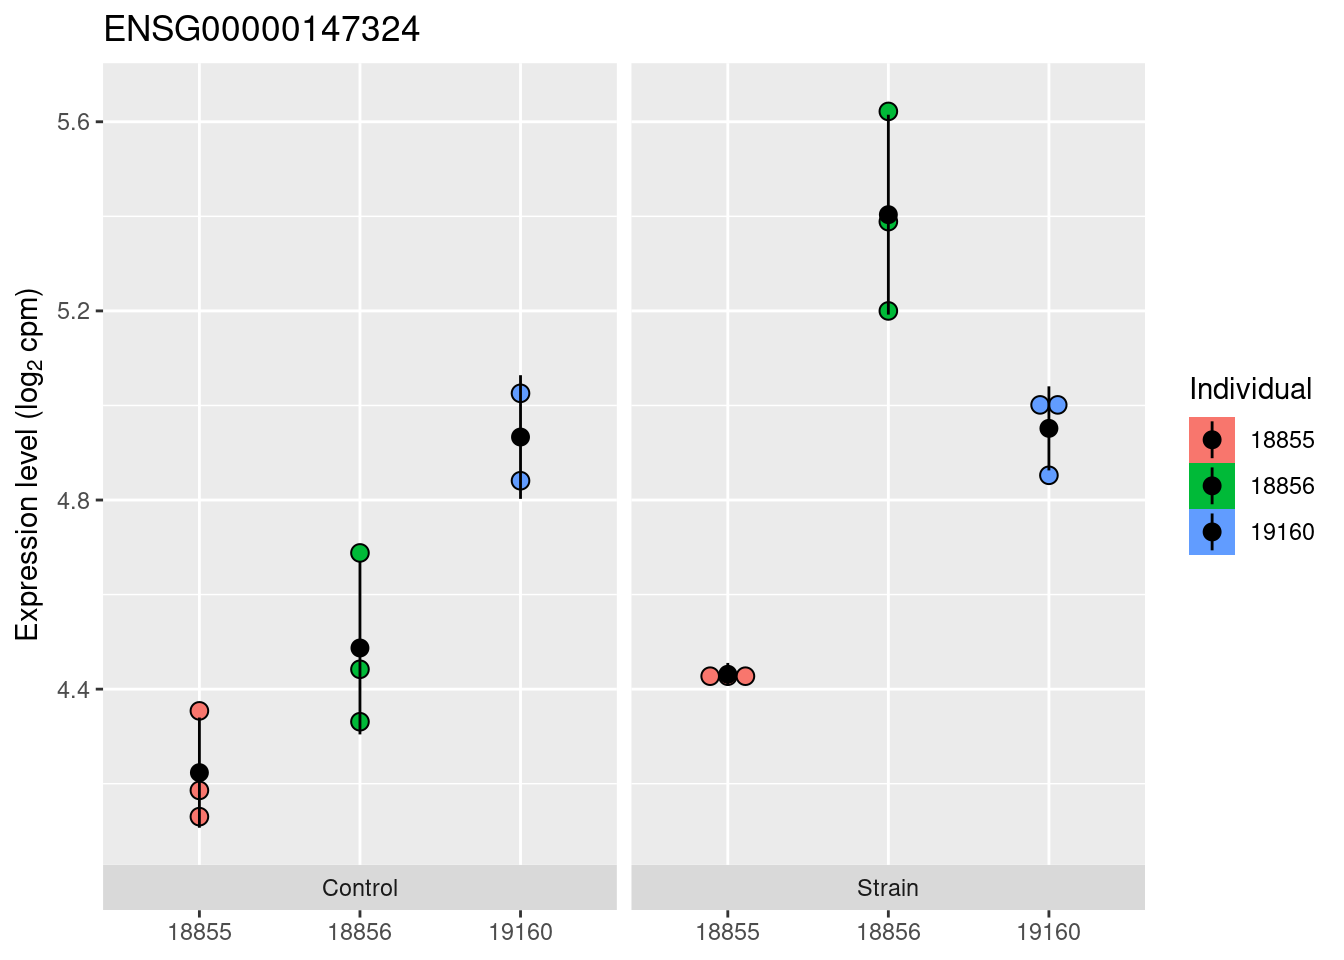 ENSG00000147324
Expression level (log₂ cpm)
5.6
5.2
4.8
4.4
Control
Strain
18855 18856 19160
18855 18856 19160
Individual
18855
18856
19160